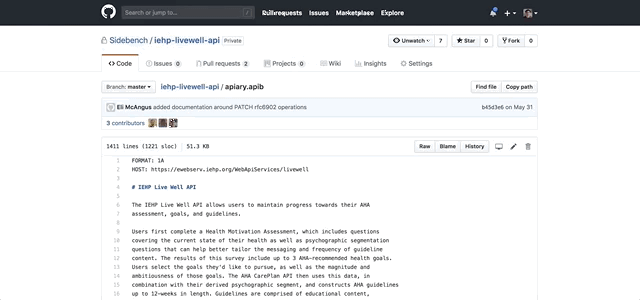 Search or jump to...
Pull requests Issues Marketplace Explore
Sidebench / iehp-livewell-api Private
Unwatch 7 Star 0 Fork 0
Code Issues 0 Pull requests 2 Projects 0 Wiki Insights Settings
Branch: master iehp-livewell-api / apiary.apib Find file Copy path
Eli McAngus added documentation around PATCH rfc6902 operations b45d3e6 on May 31
3 contributors
1411 lines (1221 sloc) 51.3 KB Raw Blame History
1 FORMAT: 1A
2 HOST: https://ewebserv.iehp.org/WebApiServices/livewell
3
4 # IEHP Live Well API
5
6 The IEHP Live Well API allows users to maintain progress towards their AHA
7 assessment, goals, and guidelines.
8
9 Users first complete a Health Motivation Assessment, which includes questions
10 covering the current state of their health as well as psychographic segmentation
11 questions that can help better tailor the messaging and frequency of guideline
12 content. The results of this survey include up to 3 AHA-recommended health goals.
13 Users select the goals they'd like to pursue, as well as the magnitude and
14 ambitiousness of those goals. The AHA CarePlan API then uses this data, in
15 combination with their derived psychographic segment, and constructs AHA guidelines
16 up to 12-weeks in length. Guidelines are comprised of educational content,